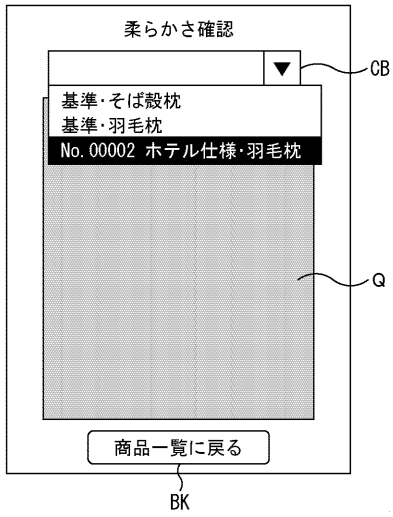 柔らかさ確認
▼
CB
基準・そば殻枕
基準・羽毛枕
No.00002 ホテル仕様・羽毛枕
Q
商品一覧に戻る
BK